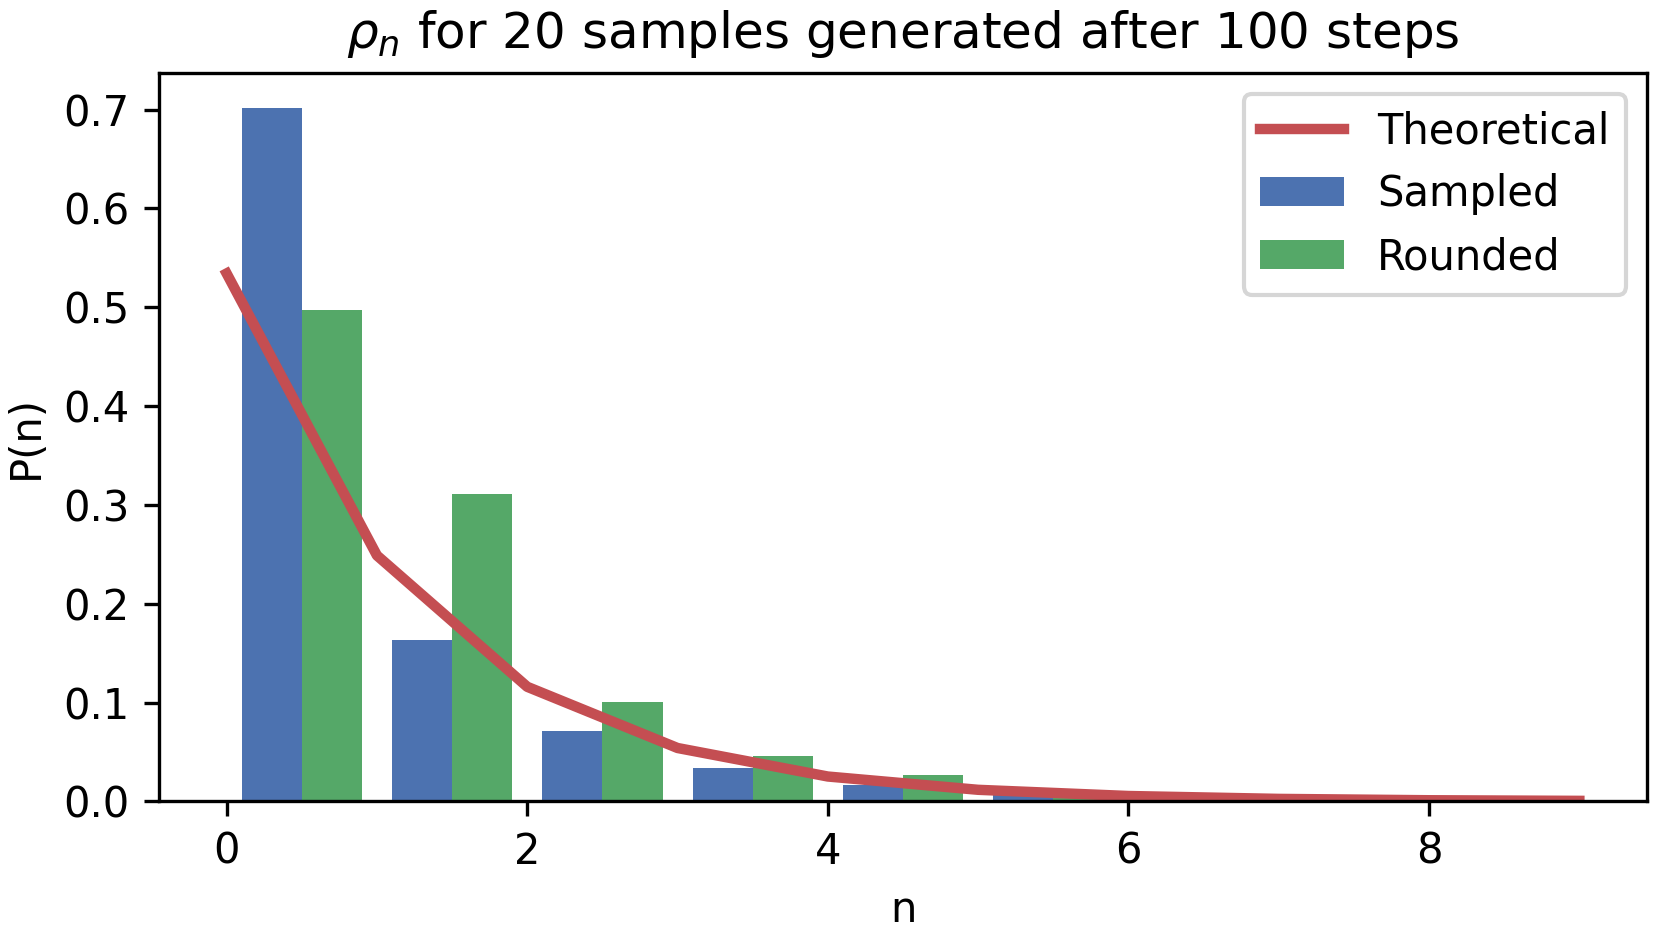 ρn for 20 samples generated after 100 steps
Theoretical
Sampled
Rounded
P(n)
0.7
0.6
0.5
0.4
0.3
0.2
0.1
0.0
0 2 4 6 8
n